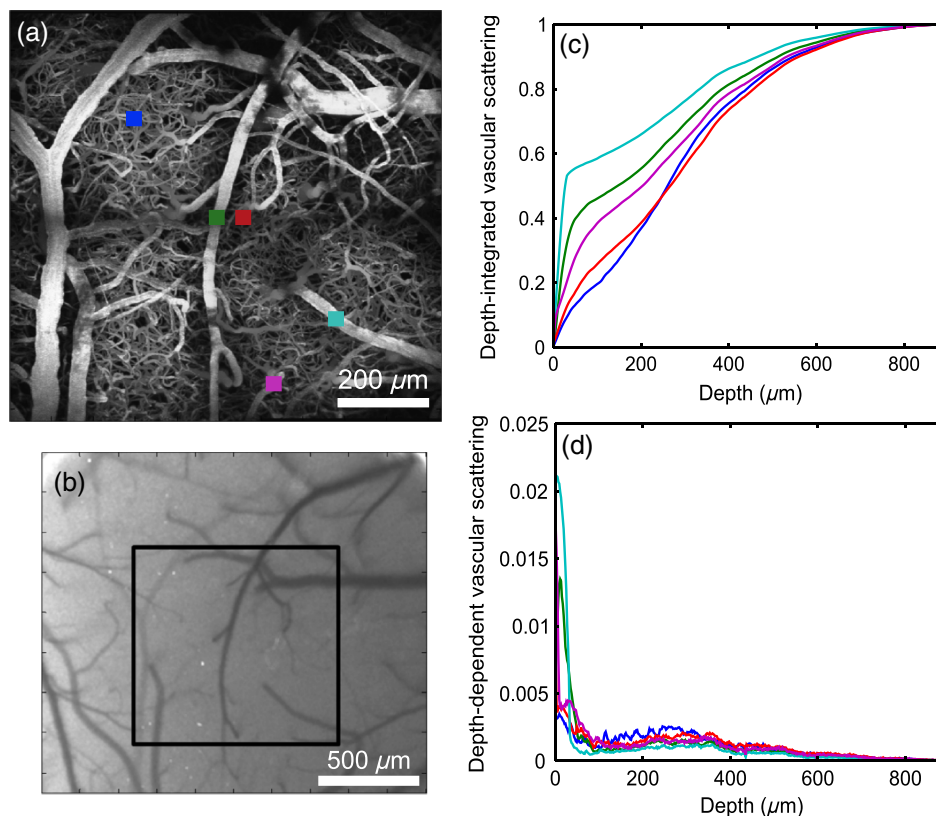 (a)
200 μm
(b)
500 μm
(c)
Depth-integrated vascular scattering
1
0.8
0.6
0.4
0.2
0
0 200 400 600 800
Depth (μm)
(d)
Depth-dependent vascular scattering
0.025
0.02
0.015
0.01
0.005
0
0 200 400 600 800
Depth (μm)